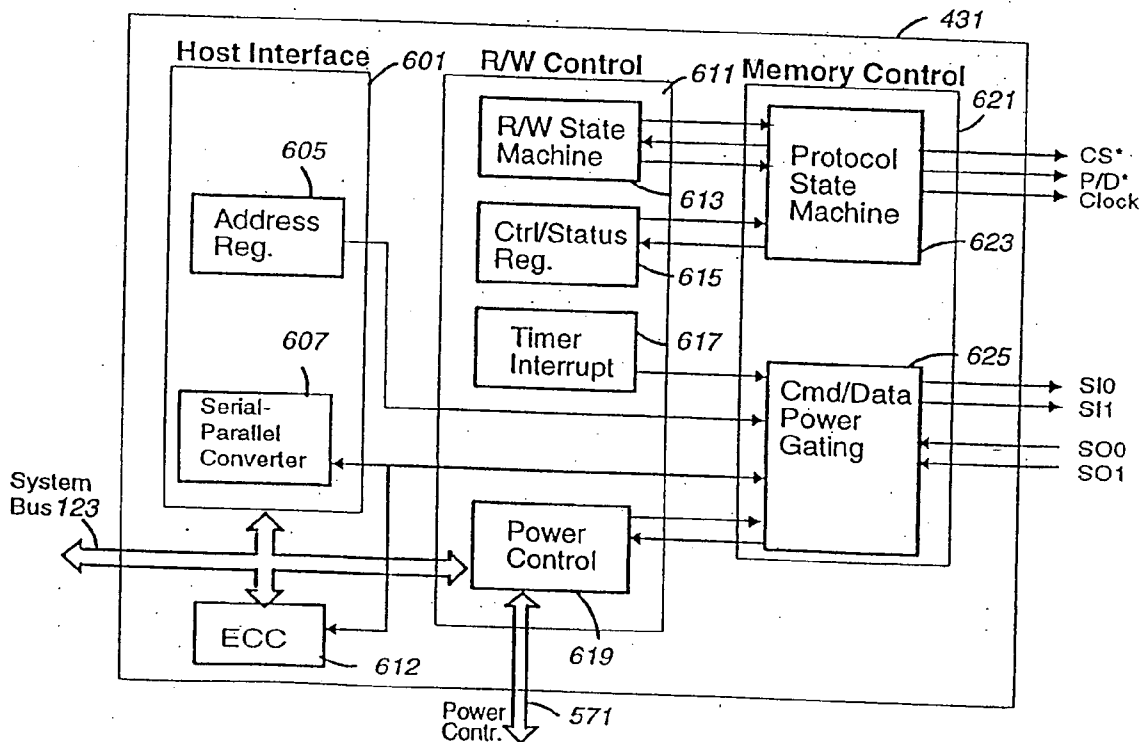 431
Host Interface
601
R/W Control
611
Memory Control
621
605
Address
Reg.
607
Serial-
Parallel
Converter
R/W State
Machine
613
Ctrl/Status
Reg.
615
Timer
Interrupt
617
Power
Control
619
Protocol
State
Machine
623
625
Cmd/Data
Power
Gating
CS*
P/D*
Clock
SI0
SI1
SO0
SO1
System
Bus 123
ECC
612
Power
Contr.
571